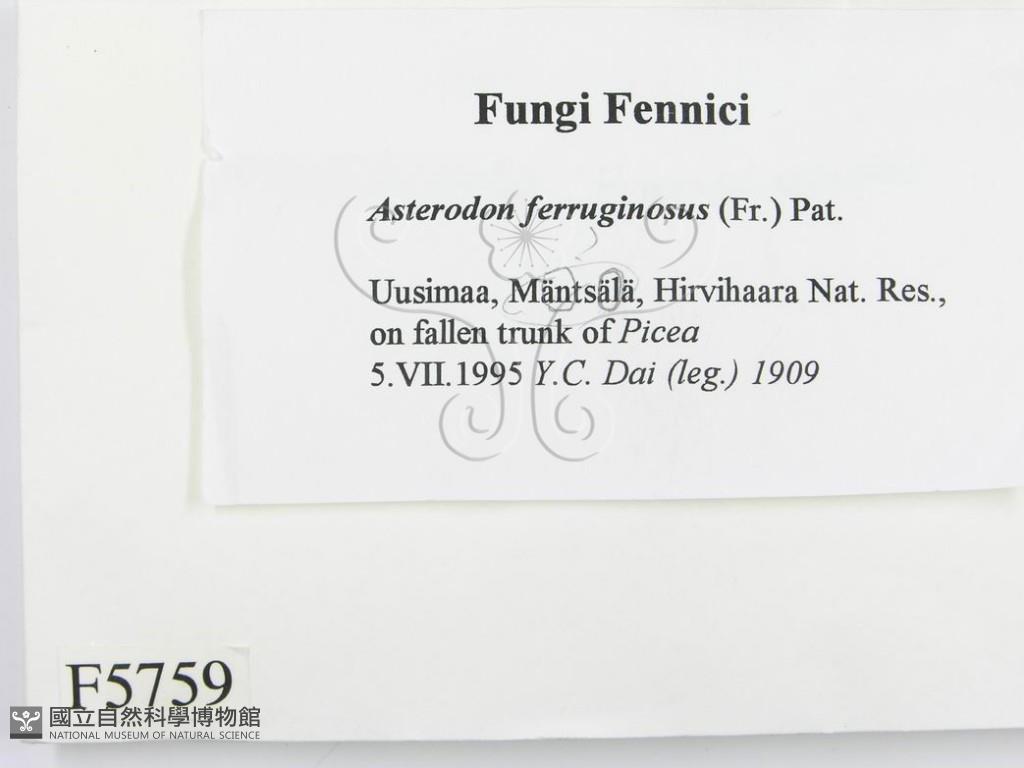 Fungi Fennici
Asterodon ferruginosus (Fr.) Pat.
Uusimaa, Mäntsälä, Hirvihaara Nat. Res.,
on fallen trunk of Picea
5.VII.1995 Y.C. Dai (leg.) 1909
F5759
國立自然科學博物館
NATIONAL MUSEUM OF NATURAL SCIENCE